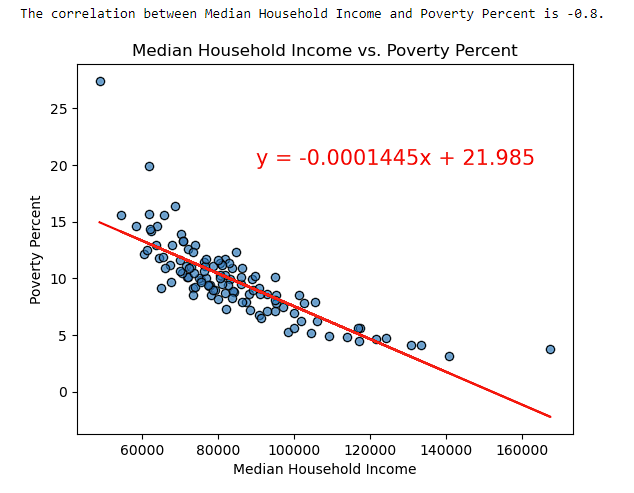 The correlation between Median Household Income and Poverty Percent is -0.8.
Median Household Income vs. Poverty Percent
25
20
15
10
5
0
Poverty Percent
y = -0.0001445x + 21.985
60000 80000 100000 120000 140000 160000
Median Household Income